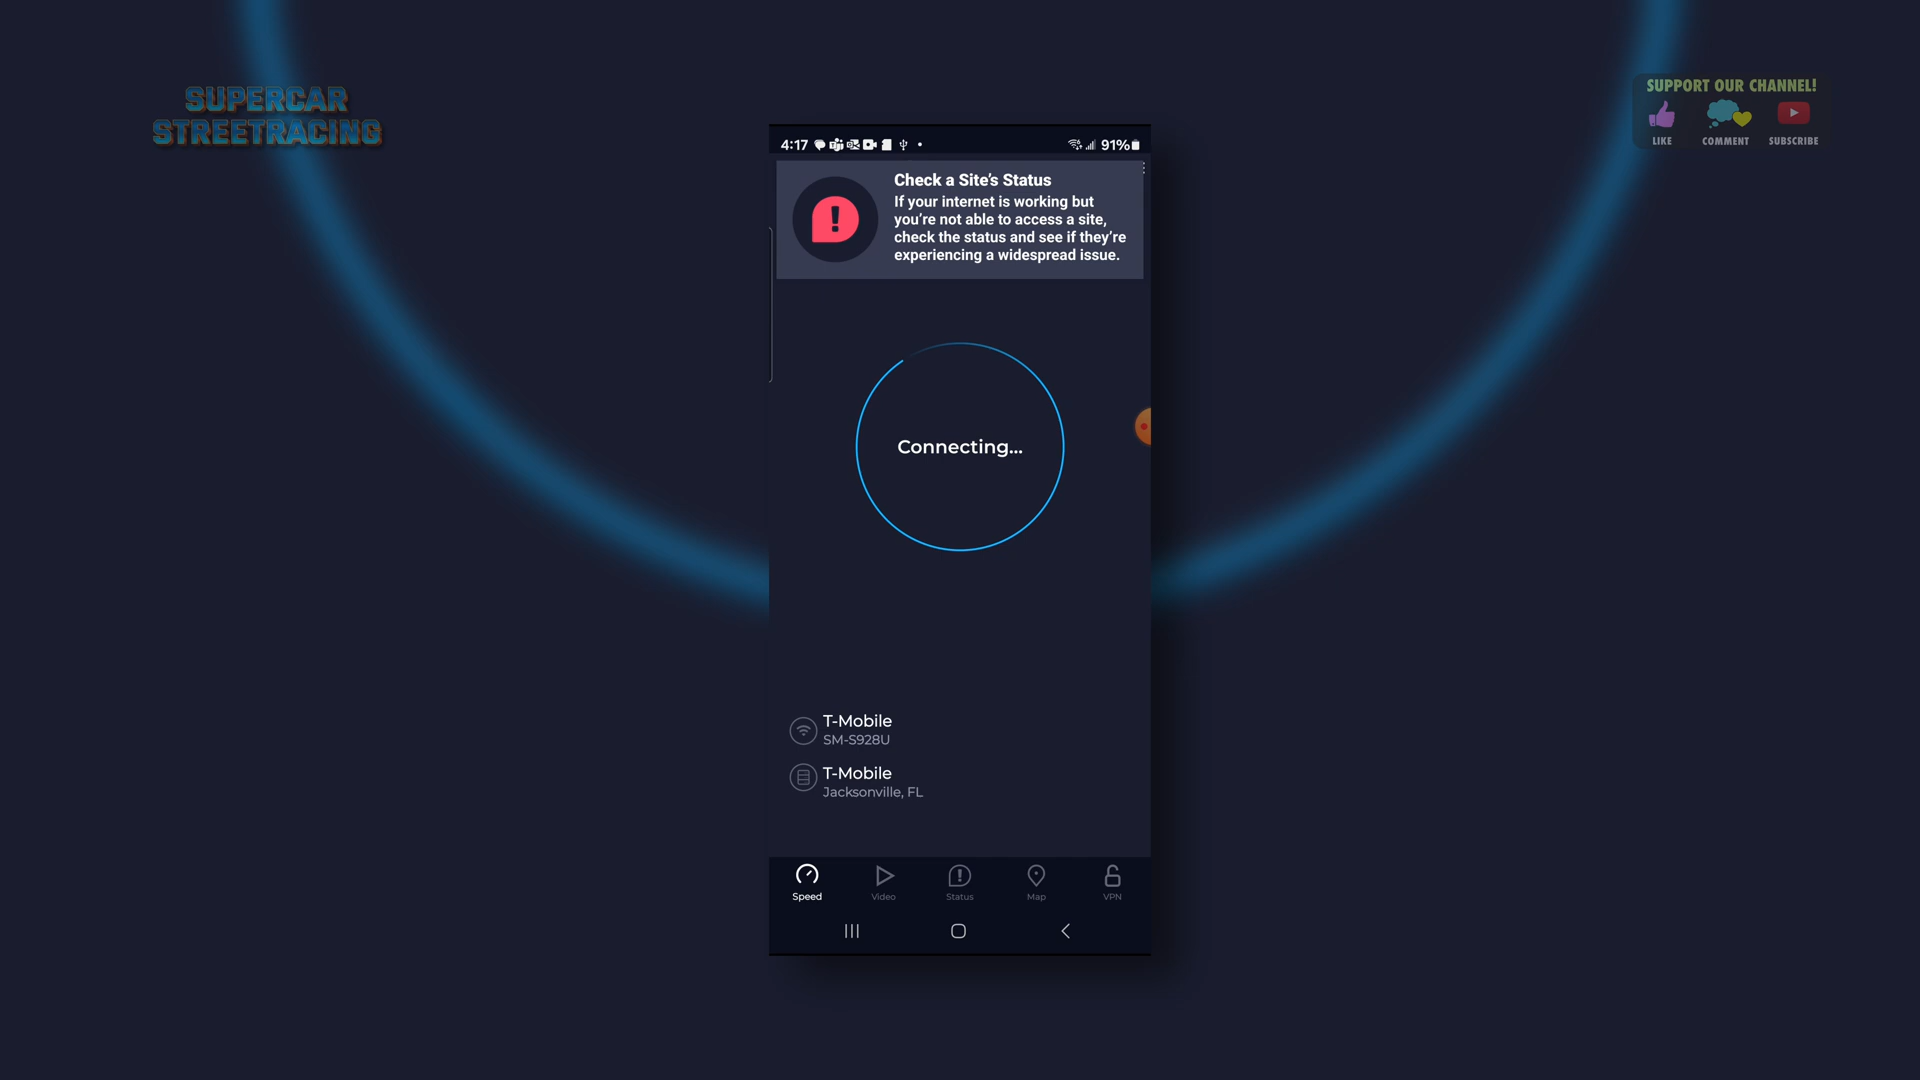 SUPERCAR
STREETRACING
SUPPORT OUR CHANNEL!
LIKE
COMMENT
SUBSCRIBE
4:17
91%
Check a Site's Status
If your internet is working but
you're not able to access a site,
check the status and see if they're
experiencing a widespread issue.
Connecting...
T-Mobile
SM-S928U
T-Mobile
Jacksonville, FL
Speed
Video
Status
Map
VPN